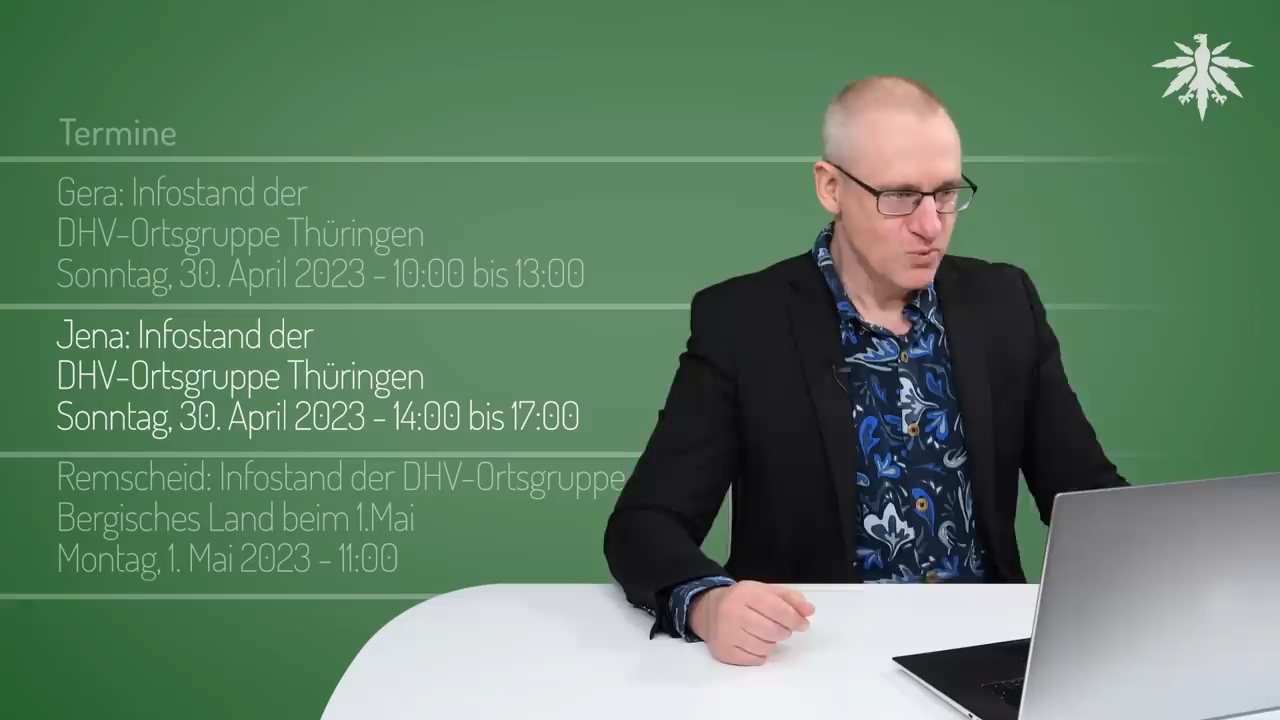 Termine
Gera: Infostand der
DHV-Ortsgruppe Thüringen
Sonntag, 30. April 2023 - 10:00 bis 13:00
Jena: Infostand der
DHV-Ortsgruppe Thüringen
Sonntag, 30. April 2023 - 14:00 bis 17:00
Remscheid: Infostand der DHV-Ortsgruppe
Bergisches Land beim 1.Mai
Montag, 1. Mai 2023 - 11:00